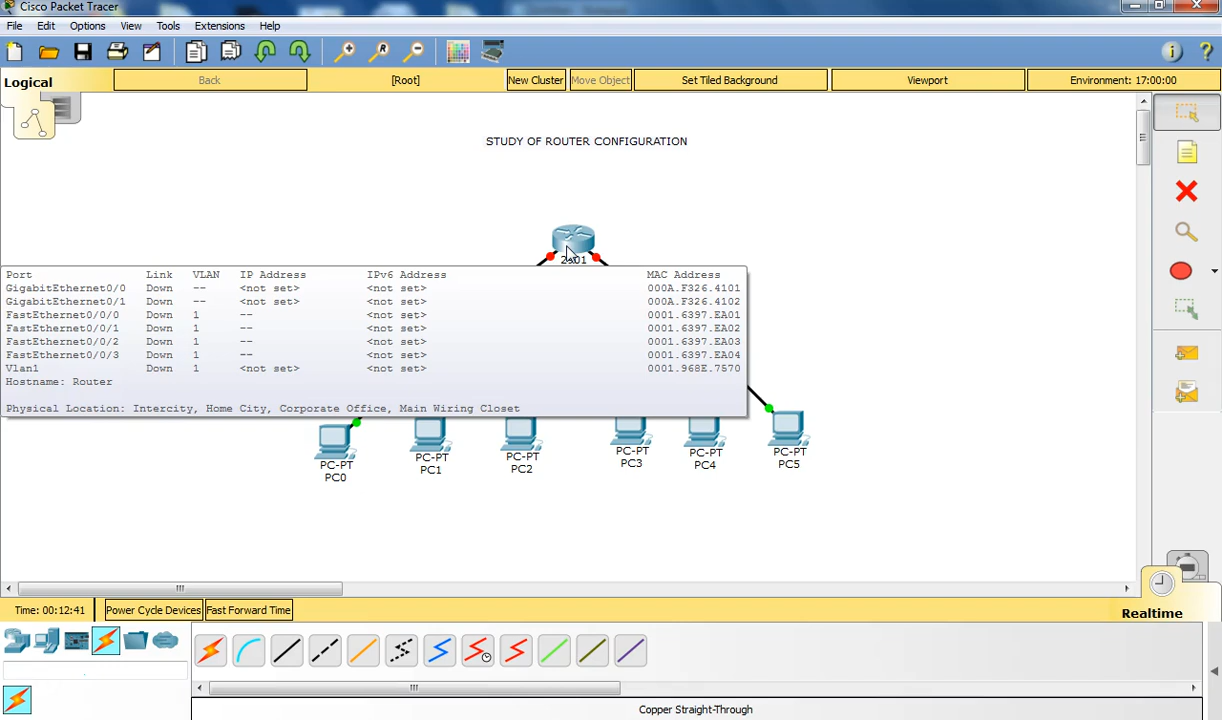 Cisco Packet Tracer
File Edit Options View Tools Extensions Help
Logical Back [Root] New Cluster Move Object Set Tiled Background Viewport Environment: 17:00:00
STUDY OF ROUTER CONFIGURATION
Port Link VLAN IP Address IPv6 Address MAC Address
GigabitEthernet0/0 Down -- <not set> <not set> 000A.F326.4101
GigabitEthernet0/1 Down -- <not set> <not set> 000A.F326.4102
FastEthernet0/0/0 Down 1 -- <not set> 0001.6397.EA01
FastEthernet0/0/1 Down 1 -- <not set> 0001.6397.EA02
FastEthernet0/0/2 Down 1 -- <not set> 0001.6397.EA03
FastEthernet0/0/3 Down 1 -- <not set> 0001.6397.EA04
Vlan1 Down 1 <not set> <not set> 0001.968E.7570
Hostname: Router
Physical Location: Intercity, Home City, Corporate Office, Main Wiring Closet
PC-PT PC-PT PC-PT PC-PT PC-PT PC-PT
PC0 PC1 PC2 PC3 PC4 PC5
Time: 00:12:41 Power Cycle Devices Fast Forward Time Realtime
Copper Straight-Through